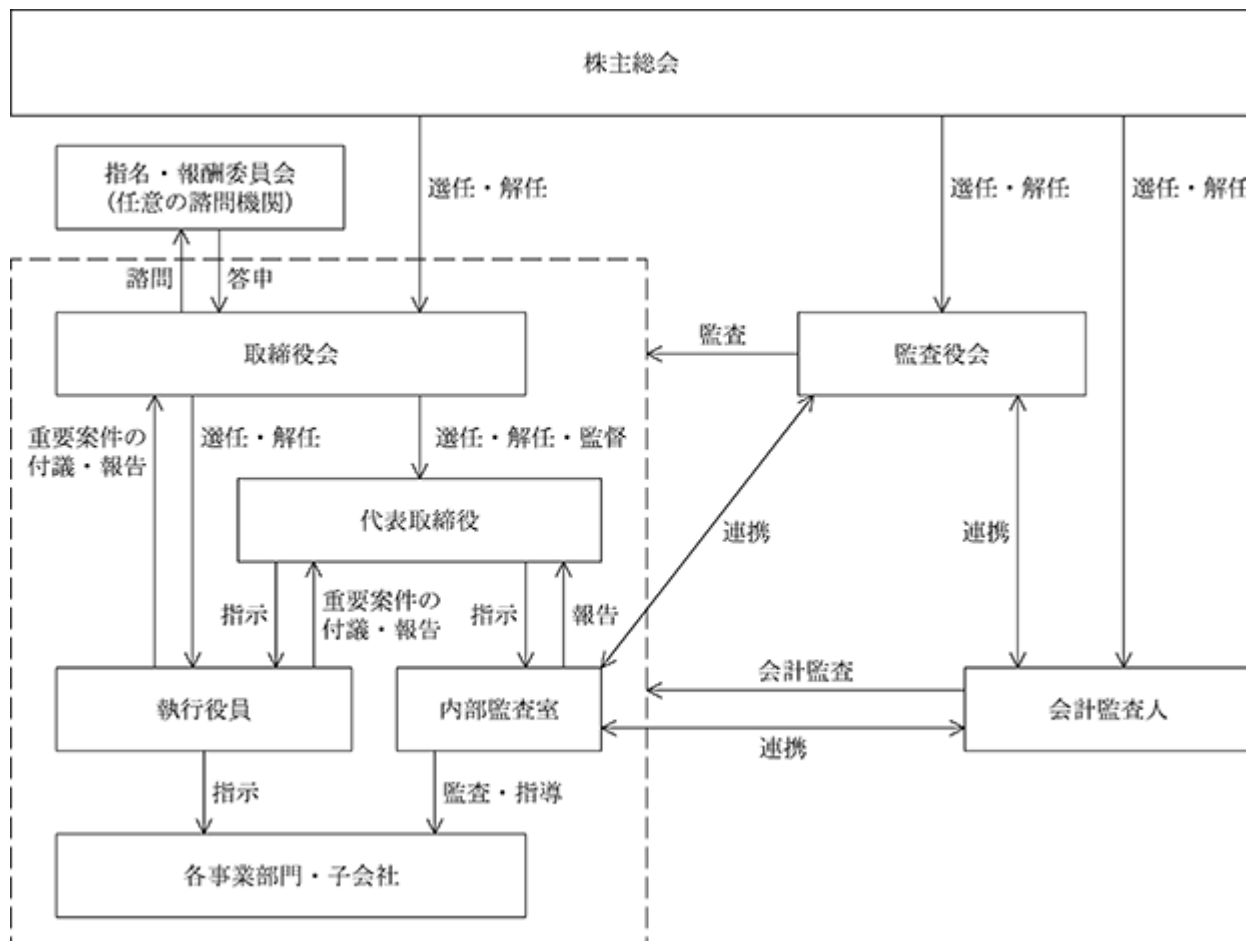 株主総会
指名・報酬委員会
(任意の諮問機関)
選任・解任
選任・解任
選任・解任
諮問
答申
取締役会
監査
監査役会
重要案件の
付議・報告
選任・解任
選任・解任・監督
代表取締役
連携
連携
指示
重要案件の
付議・報告
指示
報告
執行役員
内部監査室
会計監査
会計監査人
連携
指示
監査・指導
各事業部門・子会社